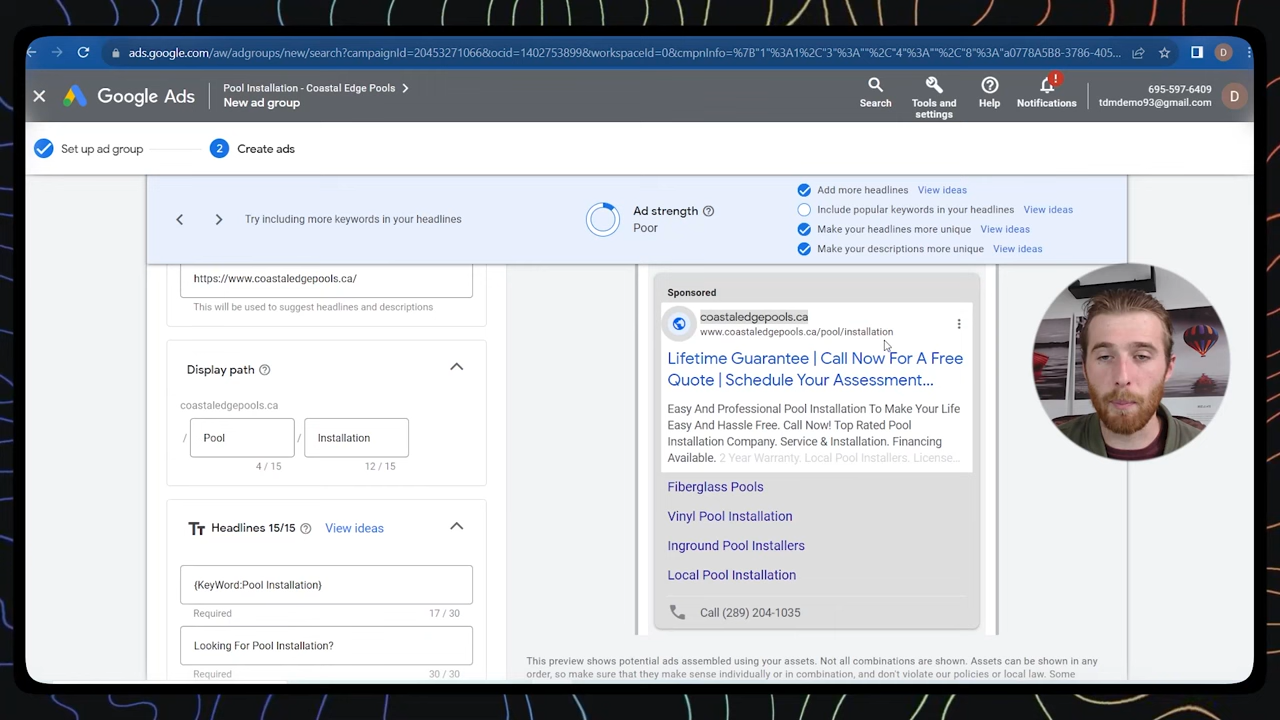 ads.google.com/aw/adgroups/new/search?campaignId=20453271066&ocid=1402753899&workspaceId=0&cmpnInfo=%7B"1"%3A1%2C"3"%3A""%2C"4"%3A""%2C"8"%3A"a0778A5B8-3786-405...
Google Ads
Pool Installation - Coastal Edge Pools
New ad group
Search
Tools and settings
Help
Notifications
!
695-597-6409
tdmdemo93@gmail.com
D
Set up ad group
2
Create ads
Try including more keywords in your headlines
Ad strength
Poor
Add more headlines View ideas
Include popular keywords in your headlines View ideas
Make your headlines more unique View ideas
Make your descriptions more unique View ideas
https://www.coastaledgepools.ca/
This will be used to suggest headlines and descriptions
Display path
coastaledgepools.ca
/ Pool / Installation
4 / 15 12 / 15
Tт Headlines 15/15 View ideas
{KeyWord:Pool Installation}
Required 17 / 30
Looking For Pool Installation?
Required 30 / 30
Sponsored
coastaledgepools.ca
www.coastaledgepools.ca/pool/installation
Lifetime Guarantee | Call Now For A Free
Quote | Schedule Your Assessment...
Easy And Professional Pool Installation To Make Your Life
Easy And Hassle Free. Call Now! Top Rated Pool
Installation Company. Service & Installation. Financing
Available. 2 Year Warranty. Local Pool Installers. License...
Fiberglass Pools
Vinyl Pool Installation
Inground Pool Installers
Local Pool Installation
Call (289) 204-1035
This preview shows potential ads assembled using your assets. Not all combinations are shown. Assets can be shown in any
order, so make sure that they make sense individually or in combination, and don't violate our policies or local law. Some